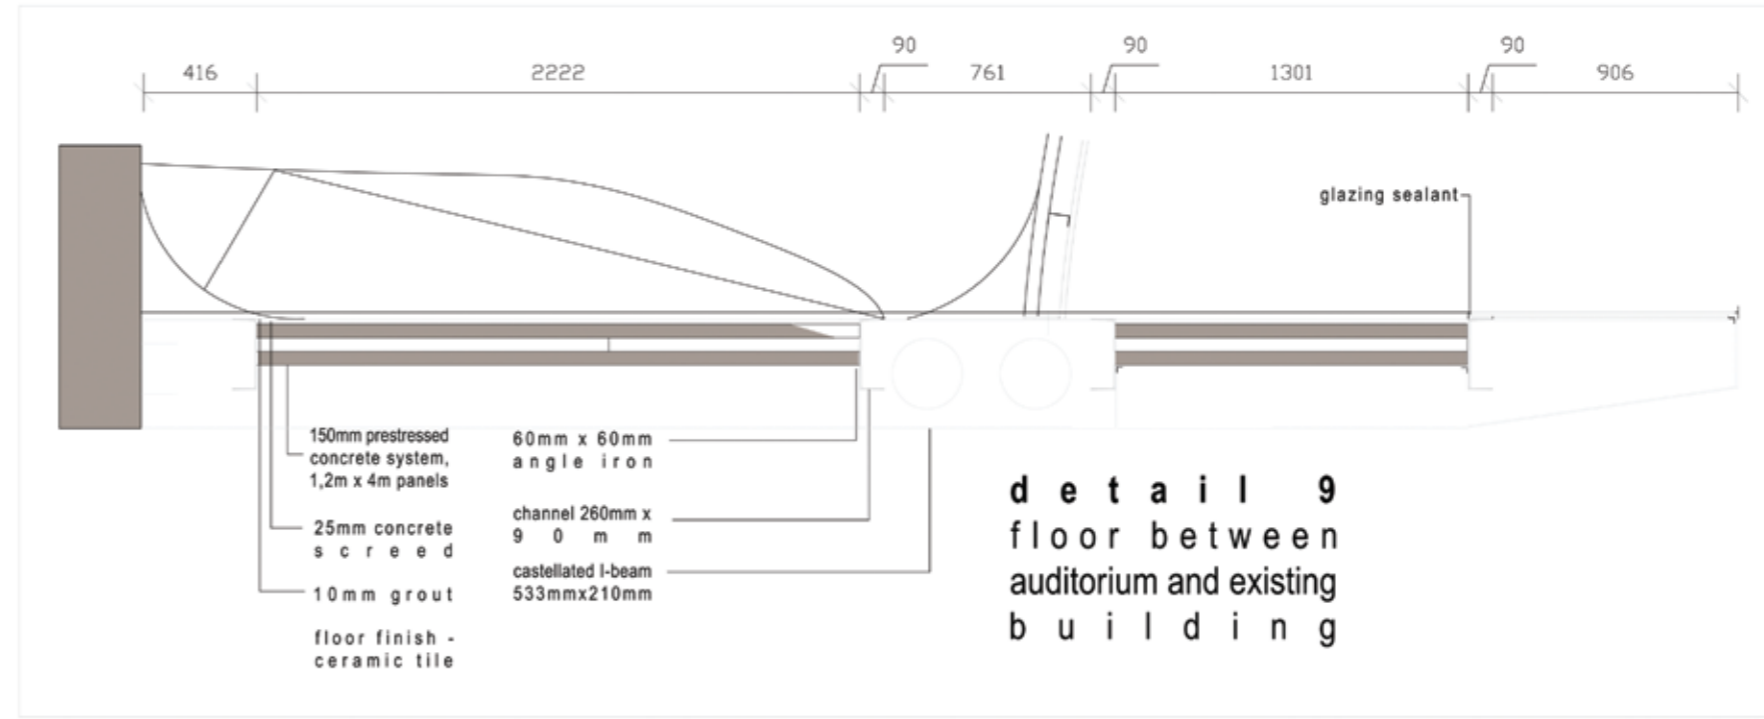 90
90
90
416
2222
761
1301
906
glazing sealant
150mm prestressed
concrete system,
1,2m x 4m panels
25mm concrete
screed
10mm grout
floor finish -
ceramic tile
60mm x 60mm
angle iron
channel 260mm x
90mm
castellated I-beam
533mmx210mm
detail 9
floor between
auditorium and existing
building